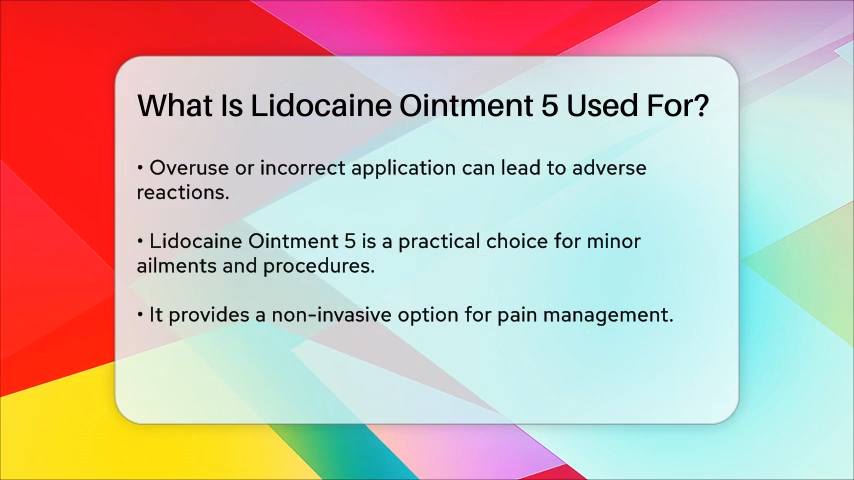 What Is Lidocaine Ointment 5 Used For?
• Overuse or incorrect application can lead to adverse
reactions.
• Lidocaine Ointment 5 is a practical choice for minor
ailments and procedures.
• It provides a non-invasive option for pain management.